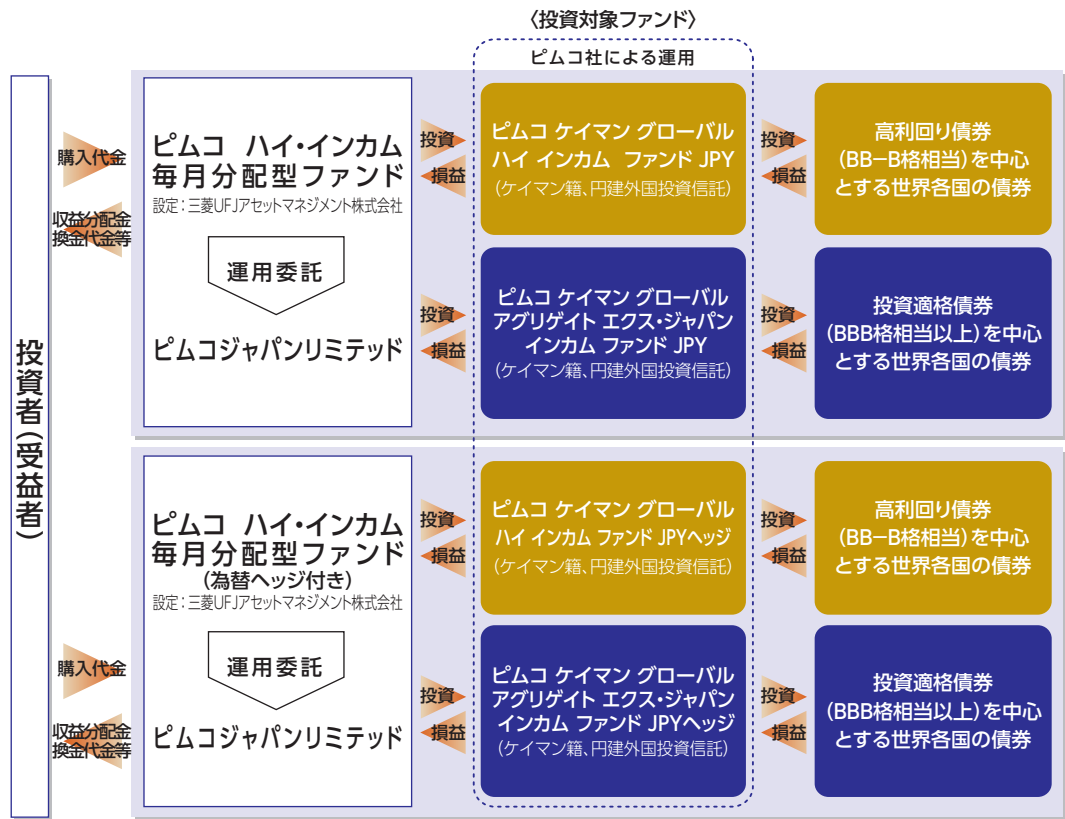 〈投資対象ファンド〉
ピムコ社による運用
投資者(受益者)
購入代金
収益分配金
換金代金等
ピムコ ハイ・インカム
毎月分配型ファンド
設定:三菱UFJアセットマネジメント株式会社
運用委託
ピムコジャパンリミテッド
投資
損益
ピムコ ケイマン グローバル
ハイ インカム ファンド JPY
(ケイマン籍、円建外国投資信託)
投資
損益
高利回り債券
(BB-B格相当)を中心
とする世界各国の債券
投資
損益
ピムコ ケイマン グローバル
アグリゲイト エクス・ジャパン
インカム ファンド JPY
(ケイマン籍、円建外国投資信託)
投資
損益
投資適格債券
(BBB格相当以上)を中心
とする世界各国の債券
購入代金
収益分配金
換金代金等
ピムコ ハイ・インカム
毎月分配型ファンド
(為替ヘッジ付き)
設定:三菱UFJアセットマネジメント株式会社
運用委託
ピムコジャパンリミテッド
投資
損益
ピムコ ケイマン グローバル
ハイ インカム ファンド JPYヘッジ
(ケイマン籍、円建外国投資信託)
投資
損益
高利回り債券
(BB-B格相当)を中心
とする世界各国の債券
投資
損益
ピムコ ケイマン グローバル
アグリゲイト エクス・ジャパン
インカム ファンド JPYヘッジ
(ケイマン籍、円建外国投資信託)
投資
損益
投資適格債券
(BBB格相当以上)を中心
とする世界各国の債券